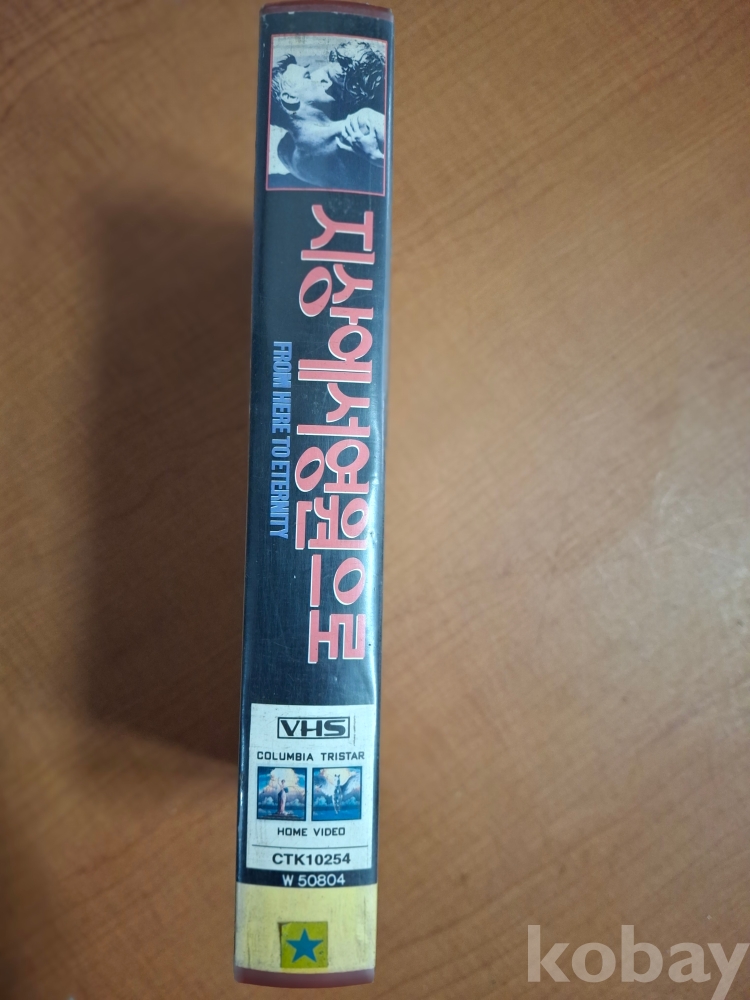 지상에서영원으로
FROM HERE TO ETERNITY
VHS
COLUMBIA TRISTAR
HOME VIDEO
CTK10254
W 50804
kobay